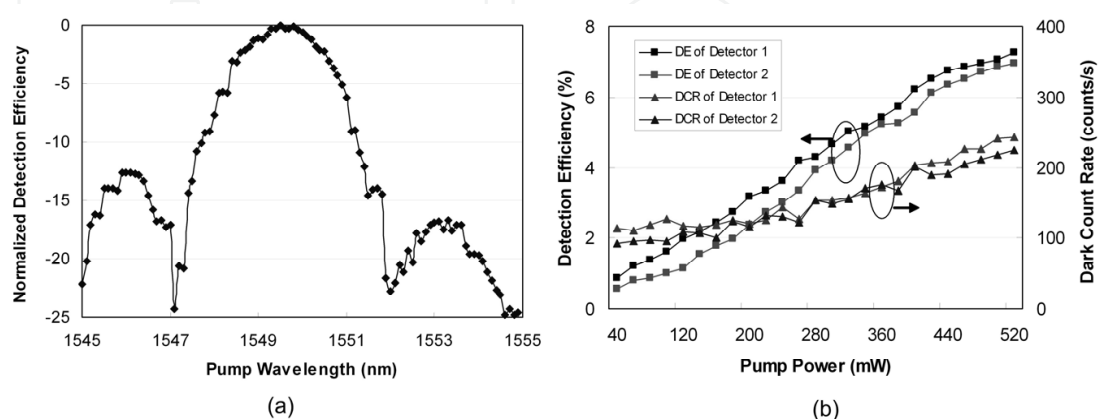 Normalized Detection Efficiency
0
-5
-10
-15
-20
-25
1545
1547
1549
1551
1553
1555
Pump Wavelength (nm)
(a)
Detection Efficiency (%)
8
6
4
2
0
DE of Detector 1
DE of Detector 2
DCR of Detector 1
DCR of Detector 2
400
300
200
100
0
Dark Count Rate (counts/s)
40
120
200
280
360
440
520
Pump Power (mW)
(b)